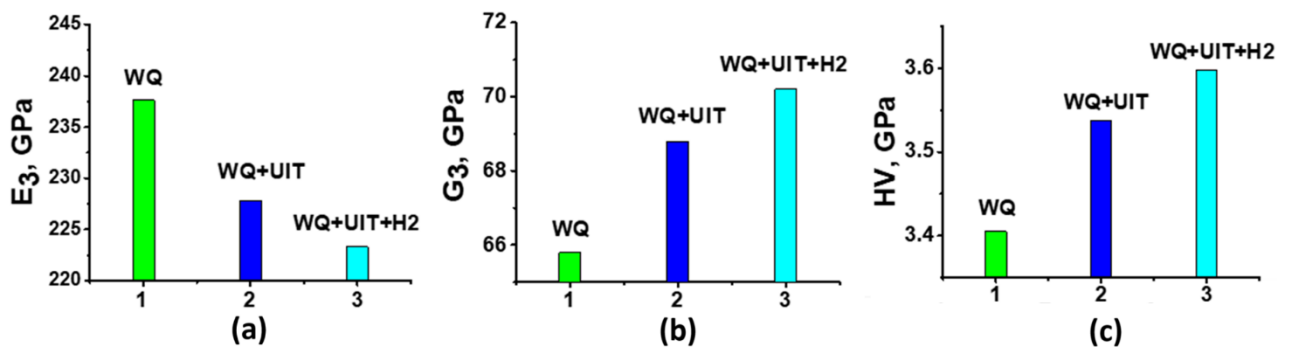 E3, GPa
245
240
235
230
225
220
WQ
WQ+UIT
WQ+UIT+H2
1 2 3
(a)
G3, GPa
72
70
68
66
WQ
WQ+UIT
WQ+UIT+H2
1 2 3
(b)
HV, GPa
3.6
3.5
3.4
WQ
WQ+UIT
WQ+UIT+H2
1 2 3
(c)